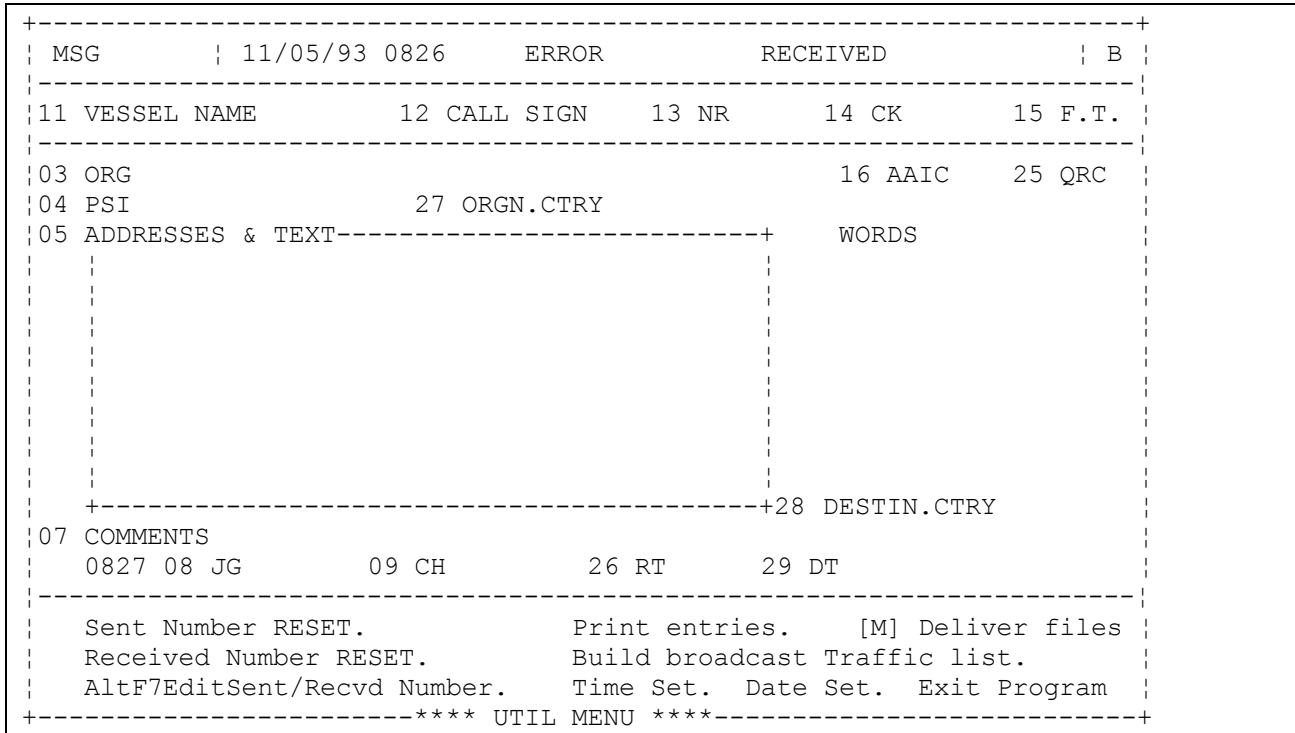 MSG ¦ 11/05/93 0826 ERROR RECEIVED ¦ B
11 VESSEL NAME 12 CALL SIGN 13 NR 14 CK 15 F.T.
03 ORG 16 AAIC 25 QRC
04 PSI 27 ORGN.CTRY
05 ADDRESSES & TEXT WORDS
28 DESTIN.CTRY
07 COMMENTS
0827 08 JG 09 CH 26 RT 29 DT
Sent Number RESET. Print entries. [M] Deliver files
Received Number RESET. Build broadcast Traffic list.
AltF7EditSent/Recvd Number. Time Set. Date Set. Exit Program
**** UTIL MENU ****